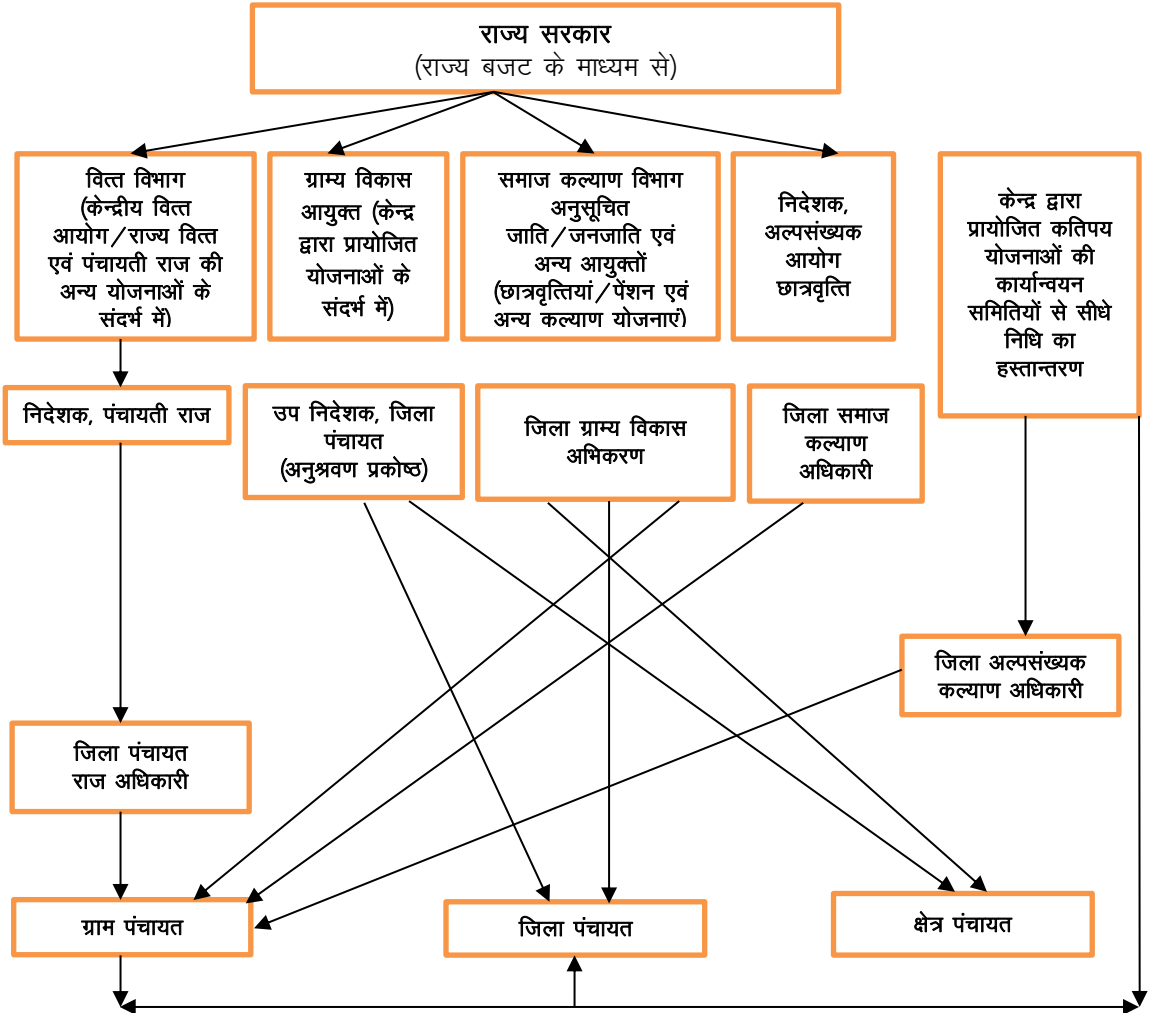 राज्य सरकार
(राज्य बजट के माध्यम से)
वित्त विभाग
(केन्द्रीय वित्त
आयोग/राज्य वित्त
एवं पंचायती राज की
अन्य योजनाओं के
संदर्भ में)
ग्राम्य विकास
आयुक्त (केन्द्र
द्वारा प्रायोजित
योजनाओं के
संदर्भ में)
समाज कल्याण विभाग
अनुसूचित
जाति/जनजाति एवं
अन्य आयुक्तों
(छात्रवृत्तियां/पेंशन एवं
अन्य कल्याण योजनाएं)
निदेशक,
अल्पसंख्यक
आयोग
छात्रवृत्ति
केन्द्र द्वारा
प्रायोजित कतिपय
योजनाओं की
कार्यान्वयन
समितियों से सीधे
निधि का
हस्तान्तरण
निदेशक, पंचायती राज
उप निदेशक, जिला
पंचायत
(अनुश्रवण प्रकोष्ठ)
जिला ग्राम्य विकास
अभिकरण
जिला समाज
कल्याण
अधिकारी
जिला अल्पसंख्यक
कल्याण अधिकारी
जिला पंचायत
राज अधिकारी
ग्राम पंचायत
जिला पंचायत
क्षेत्र पंचायत